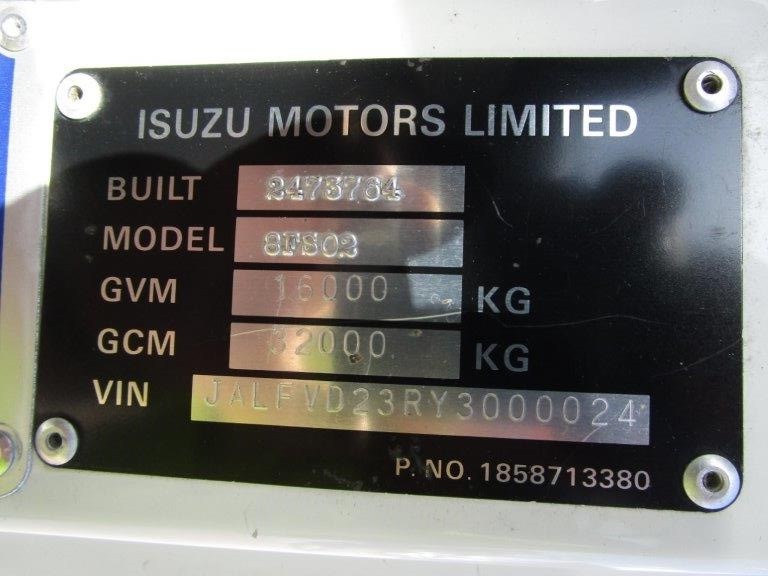 ISUZU MOTORS LIMITED
BUILT 2473764
MODEL 8FS02
GVM 16000 KG
GCM 32000 KG
VIN JALFVD23RY3000024
P. NO. 1858713380